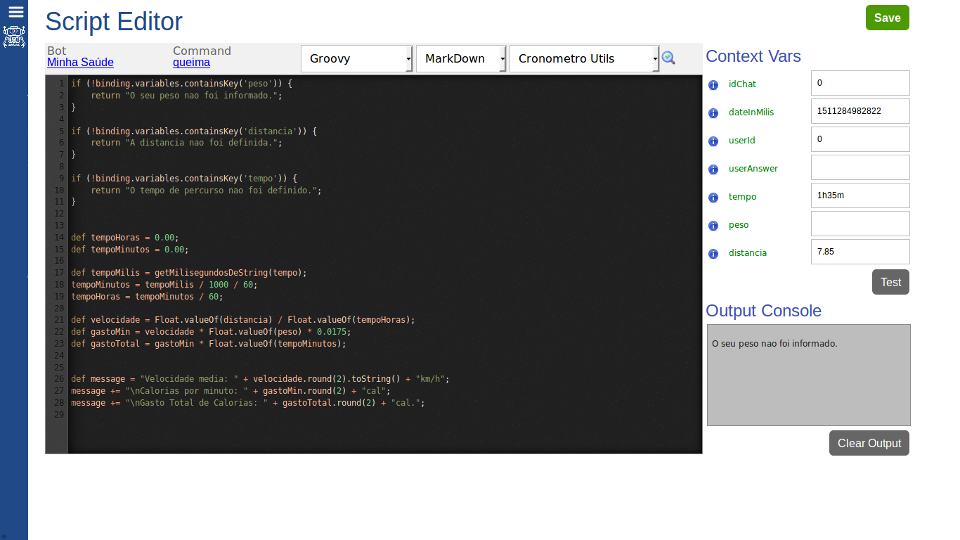 Script Editor
Save
Bot
Minha Saúde
Command
queima
Groovy
MarkDown
Cronometro Utils
1 if (!binding.variables.containsKey('peso')) {
2 return "O seu peso nao foi informado.";
3 }
4
5 if (!binding.variables.containsKey('distancia')) {
6 return "A distancia nao foi definida.";
7 }
8
9 if (!binding.variables.containsKey('tempo')) {
10 return "O tempo de percurso nao foi definido.";
11 }
12
13
14 def tempoHoras = 0.00;
15 def tempoMinutos = 0.00;
16
17 def tempoMilis = getMilisegundosDeString(tempo);
18 tempoMinutos = tempoMilis / 1000 / 60;
19 tempoHoras = tempoMinutos / 60;
20
21 def velocidade = Float.valueOf(distancia) / Float.valueOf(tempoHoras);
22 def gastoMin = velocidade * Float.valueOf(peso) * 0.0175;
23 def gastoTotal = gastoMin * Float.valueOf(tempoMinutos);
24
25
26 def message = "Velocidade media: " + velocidade.round(2).toString() + "km/h";
27 message += "\nCalorias por minuto: " + gastoMin.round(2) + "cal";
28 message += "\nGasto Total de Calorias: " + gastoTotal.round(2) + "cal.";
29
Context Vars
idChat 0
dateInMilis 1511284982822
userId 0
userAnswer
tempo 1h35m
peso
distancia 7.85
Test
Output Console
O seu peso nao foi informado.
Clear Output